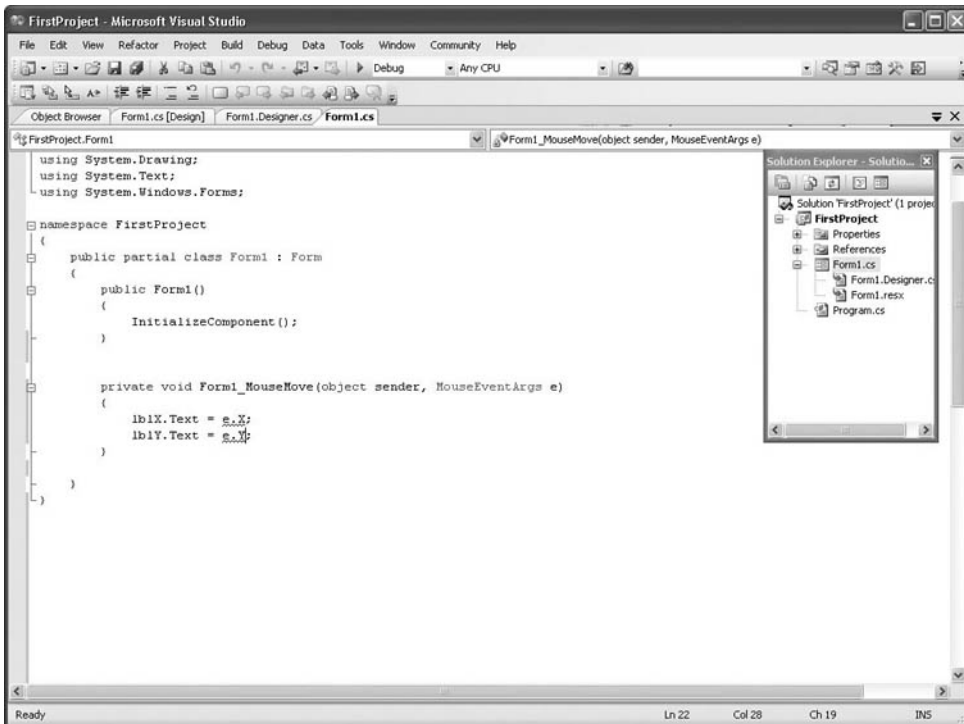 FirstProject - Microsoft Visual Studio
File Edit View Refactor Project Build Debug Data Tools Window Community Help
Debug Any CPU
Object Browser Form1.cs [Design] Form1.Designer.cs Form1.cs
FirstProject.Form1 Form1_MouseMove(object sender, MouseEventArgs e)
using System.Drawing;
using System.Text;
using System.Windows.Forms;
namespace FirstProject
{
public partial class Form1 : Form
{
public Form1()
{
InitializeComponent();
}
private void Form1_MouseMove(object sender, MouseEventArgs e)
{
lblX.Text = e.X;
lblY.Text = e.Y;
}
}
}
Solution Explorer - Solutio...
Solution 'FirstProject' (1 projec
FirstProject
Properties
References
Form1.cs
Form1.Designer.c
Form1.resx
Program.cs
Ready Ln 22 Col 28 Ch 19 INS